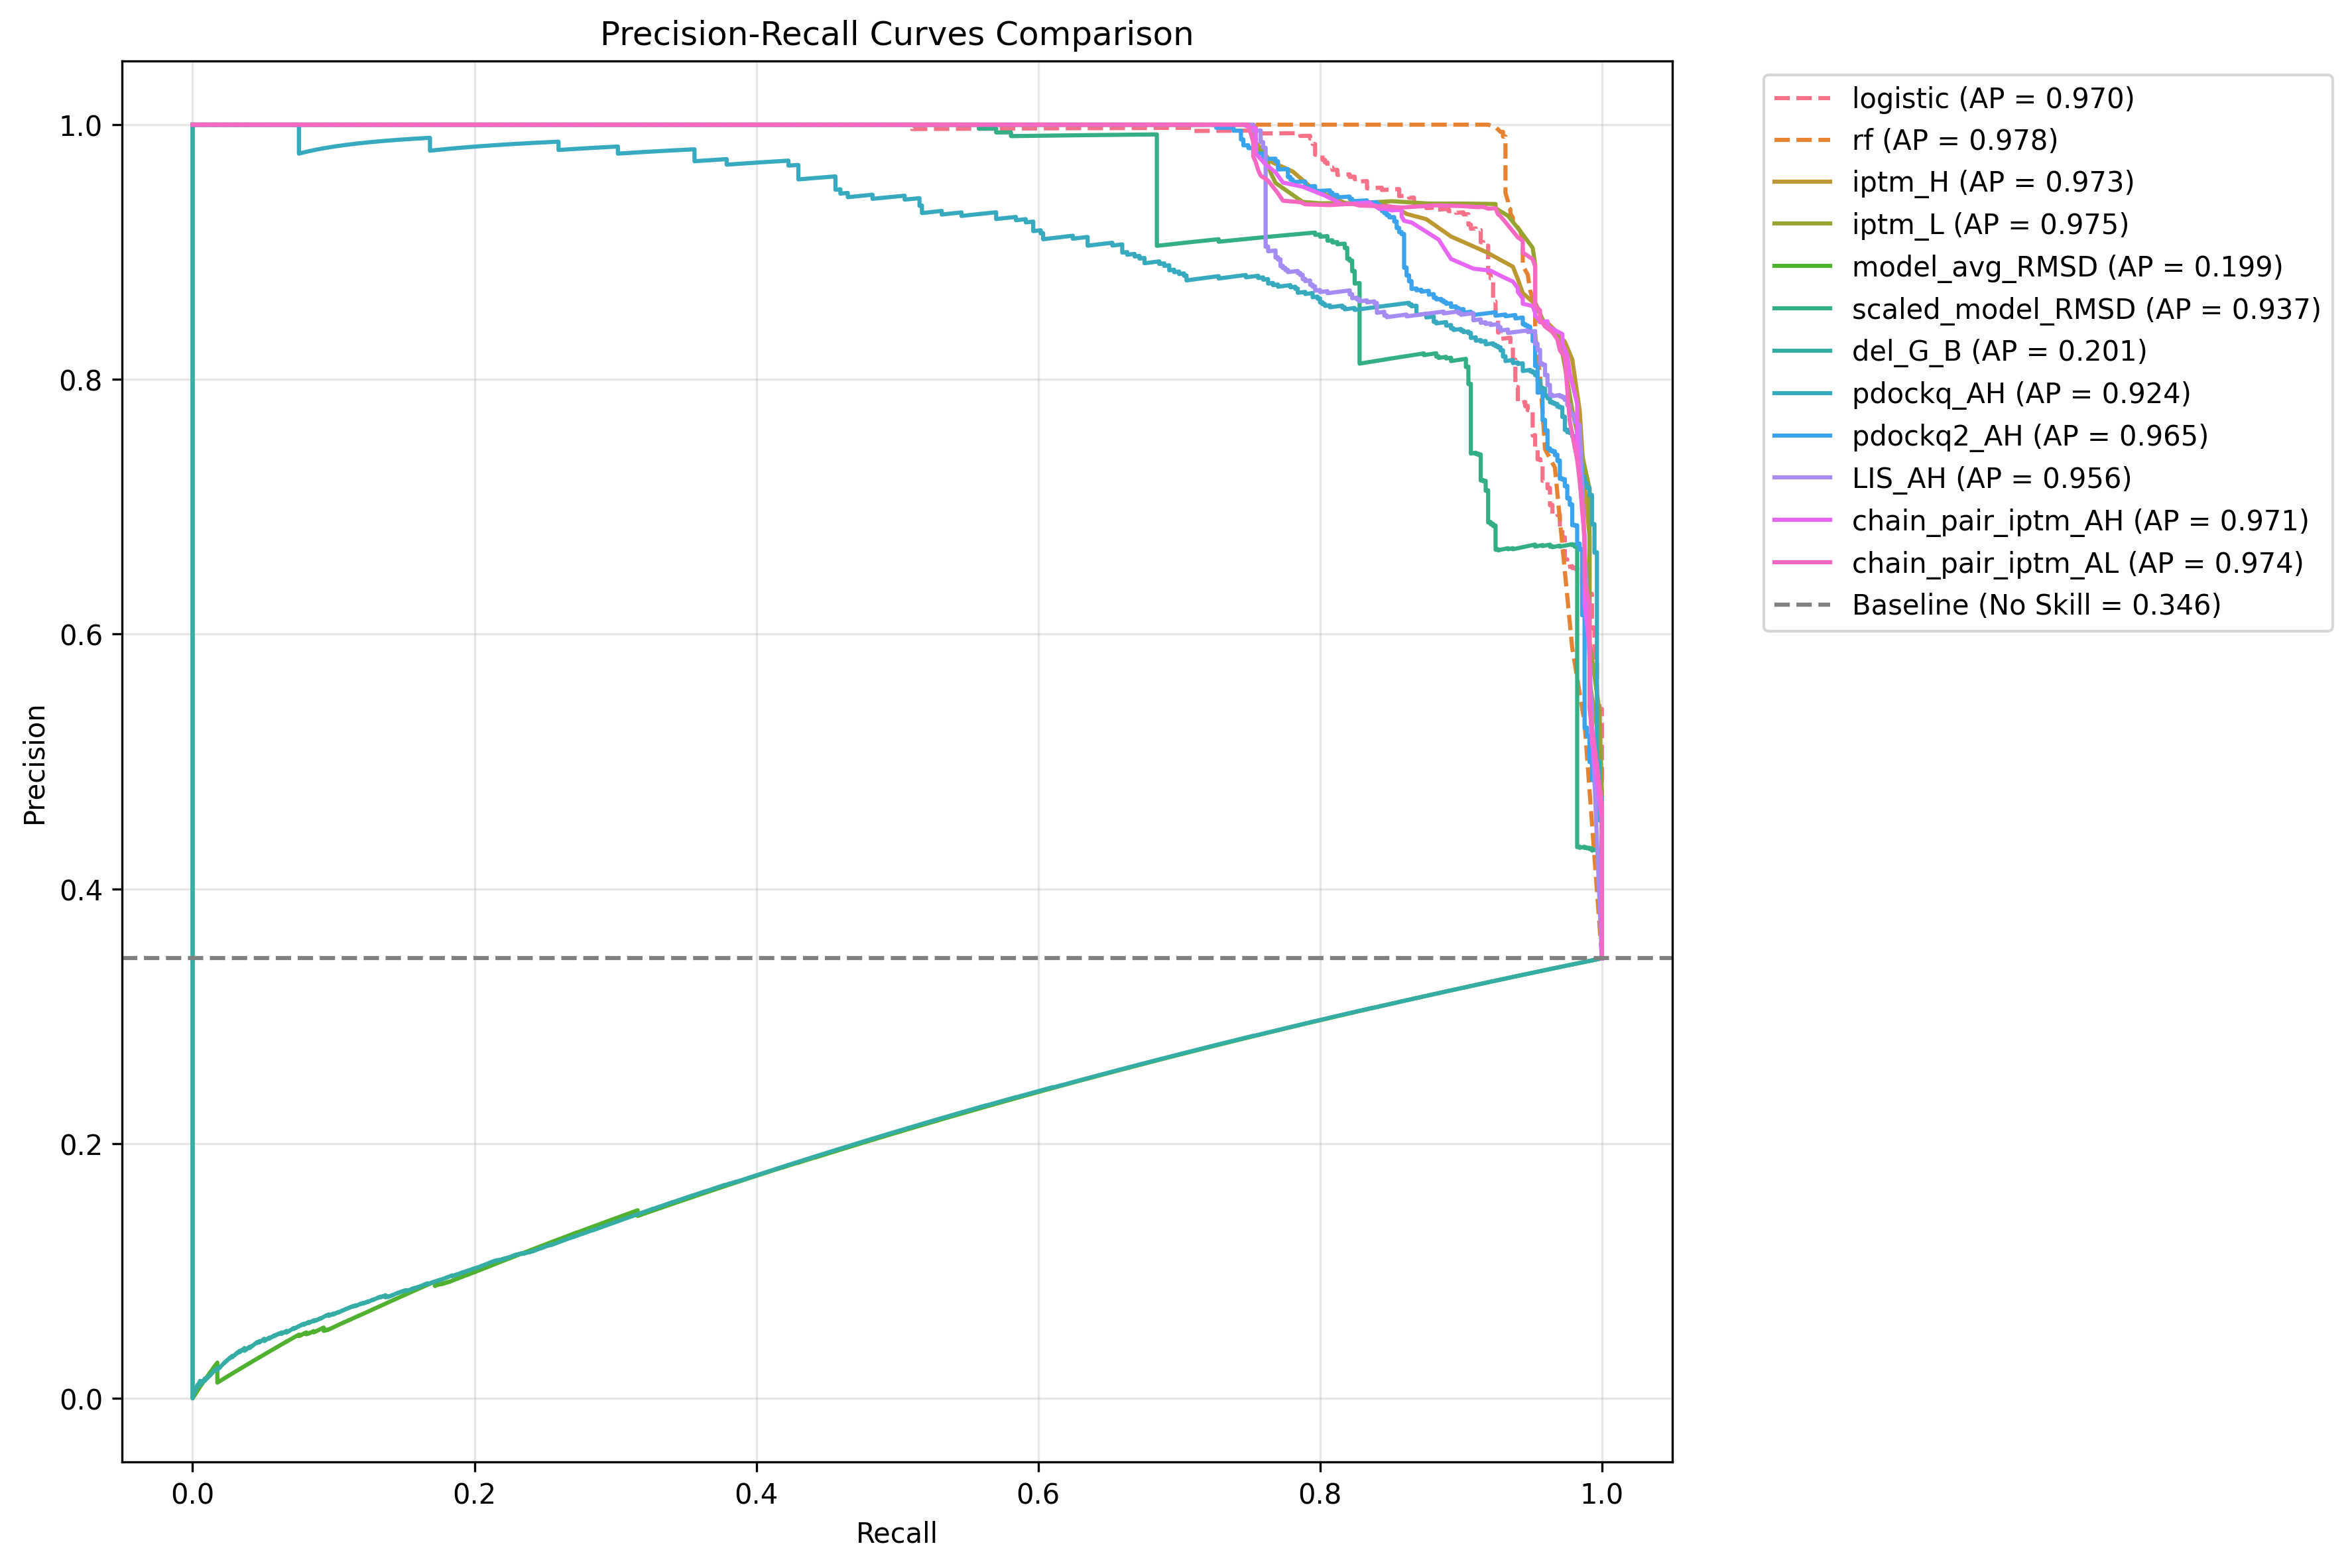 Precision-Recall Curves Comparison
1.0
0.8
0.6
0.4
0.2
0.0
Precision
0.0 0.2 0.4 0.6 0.8 1.0
Recall
logistic (AP = 0.970)
rf (AP = 0.978)
iptm_H (AP = 0.973)
iptm_L (AP = 0.975)
model_avg_RMSD (AP = 0.199)
scaled_model_RMSD (AP = 0.937)
del_G_B (AP = 0.201)
pdockq_AH (AP = 0.924)
pdockq2_AH (AP = 0.965)
LIS_AH (AP = 0.956)
chain_pair_iptm_AH (AP = 0.971)
chain_pair_iptm_AL (AP = 0.974)
Baseline (No Skill = 0.346)